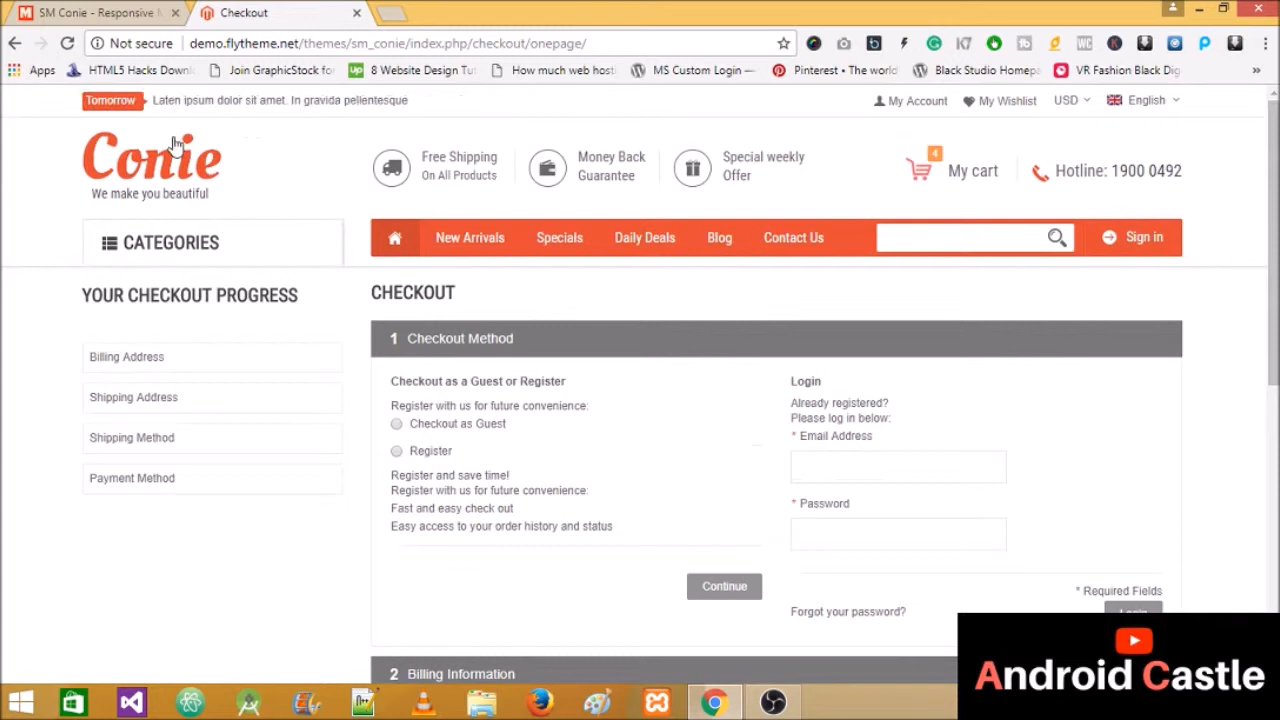 SM Conie - Responsive M
Checkout
Not secure
demo.flytheme.net/themes/sm_conie/index.php/checkout/onepage/
Apps
HTML5 Hacks Downl
Join GraphicStock for
8 Website Design Tut
How much web host
MS Custom Login —
Pinterest • The world
Black Studio Homepa
VR Fashion Black Dig
Tomorrow
Laten ipsum dolor sit amet. In gravida pellentesque
My Account
My Wishlist
USD
English
Conie
We make you beautiful
Free Shipping
On All Products
Money Back
Guarantee
Special weekly
Offer
4
My cart
Hotline: 1900 0492
CATEGORIES
New Arrivals
Specials
Daily Deals
Blog
Contact Us
Sign in
YOUR CHECKOUT PROGRESS
Billing Address
Shipping Address
Shipping Method
Payment Method
CHECKOUT
1 Checkout Method
Checkout as a Guest or Register
Register with us for future convenience:
Checkout as Guest
Register
Register and save time!
Register with us for future convenience:
Fast and easy check out
Easy access to your order history and status
Continue
Login
Already registered?
Please log in below:
* Email Address
* Password
* Required Fields
Forgot your password?
Login
2 Billing Information
Android Castle